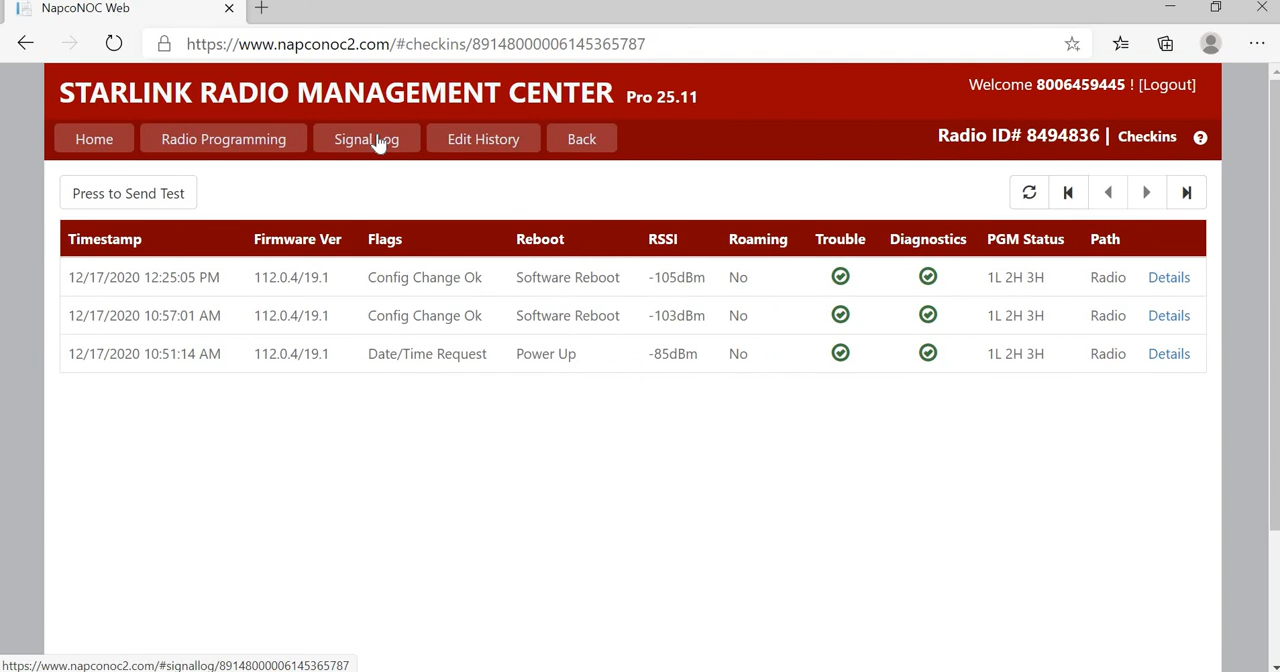 NapcoNOC Web
https://www.napconoc2.com/#checkins/89148000006145365787
STARLINK RADIO MANAGEMENT CENTER Pro 25.11
Welcome 8006459445 ! [Logout]
Home Radio Programming Signal Log Edit History Back
Radio ID# 8494836 | Checkins ?
Press to Send Test
Timestamp Firmware Ver Flags Reboot RSSI Roaming Trouble Diagnostics PGM Status Path
12/17/2020 12:25:05 PM 112.0.4/19.1 Config Change Ok Software Reboot -105dBm No 1L 2H 3H Radio Details
12/17/2020 10:57:01 AM 112.0.4/19.1 Config Change Ok Software Reboot -103dBm No 1L 2H 3H Radio Details
12/17/2020 10:51:14 AM 112.0.4/19.1 Date/Time Request Power Up -85dBm No 1L 2H 3H Radio Details
https://www.napconoc2.com/#signallog/89148000006145365787